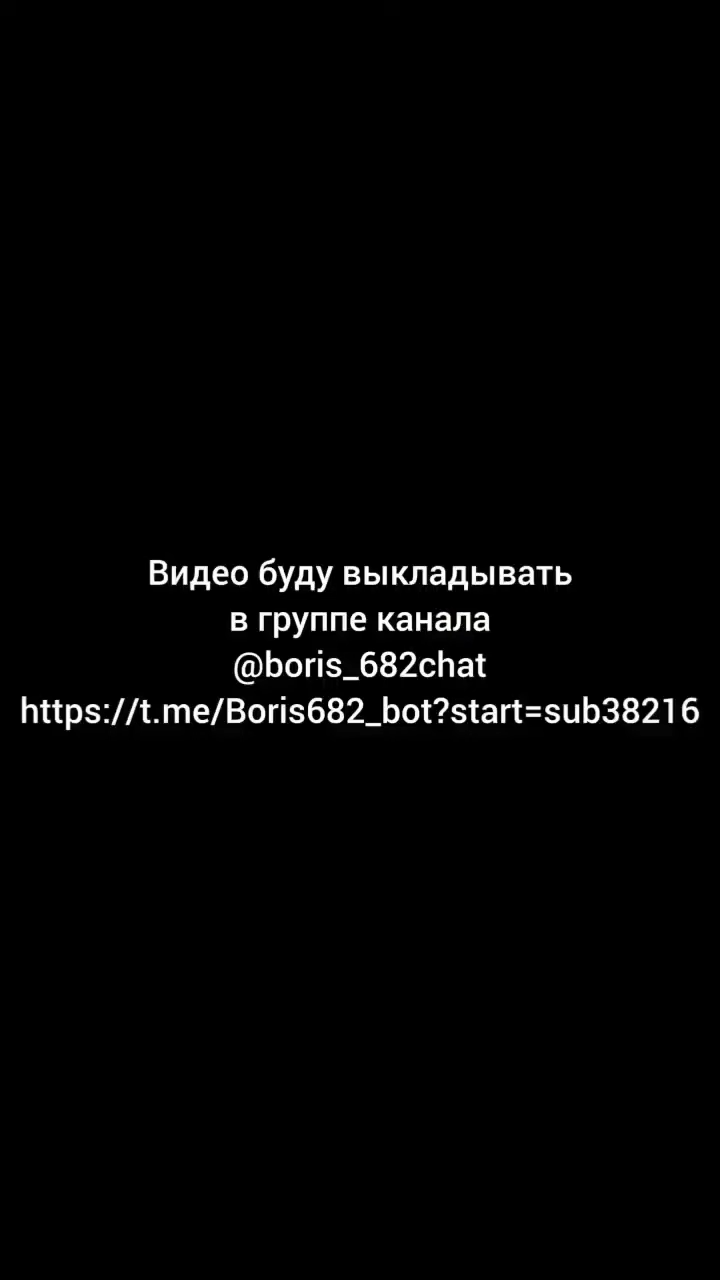 Видео буду выкладывать
в группе канала
@boris_682chat
https://t.me/Boris682_bot?start=sub38216